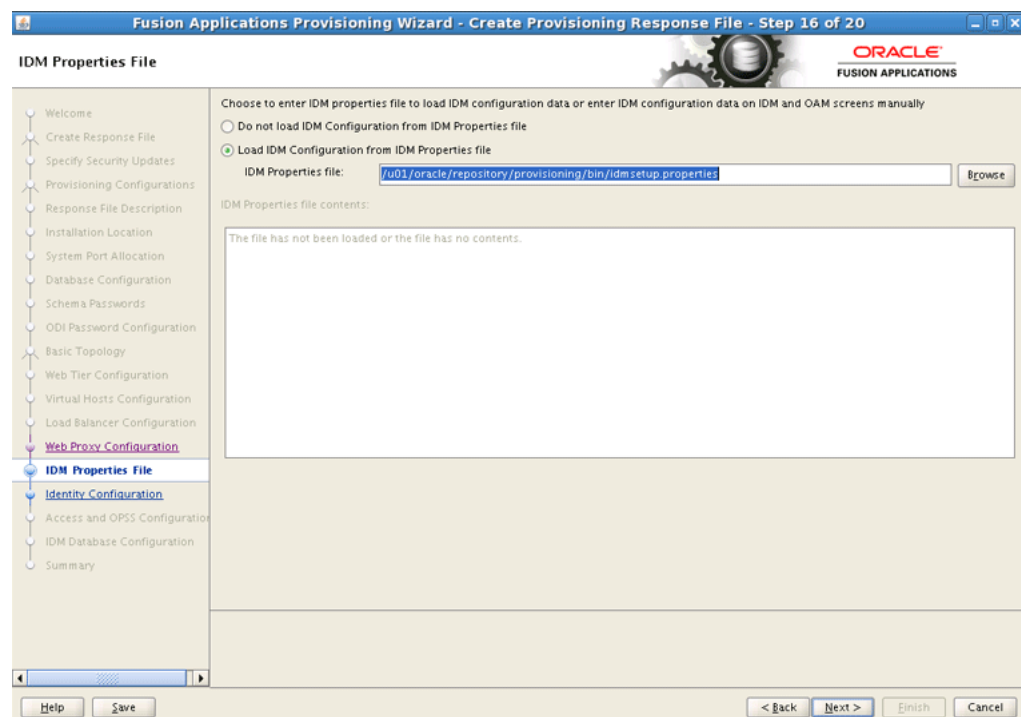 Fusion Applications Provisioning Wizard - Create Provisioning Response File - Step 16 of 20
IDM Properties File
ORACLE
FUSION APPLICATIONS
Welcome
Create Response File
Specify Security Updates
Provisioning Configurations
Response File Description
Installation Location
System Port Allocation
Database Configuration
Schema Passwords
ODI Password Configuration
Basic Topology
Web Tier Configuration
Virtual Hosts Configuration
Load Balancer Configuration
Web Proxy Configuration
IDM Properties File
Identity Configuration
Access and OPSS Configuration
IDM Database Configuration
Summary
Choose to enter IDM properties file to load IDM configuration data or enter IDM configuration data on IDM and OAM screens manually
Do not load IDM Configuration from IDM Properties file
Load IDM Configuration from IDM Properties file
IDM Properties file: /u01/oracle/repository/provisioning/bin/idmsetup.properties Browse
IDM Properties file contents:
The file has not been loaded or the file has no contents.
Help Save < Back Next > Finish Cancel